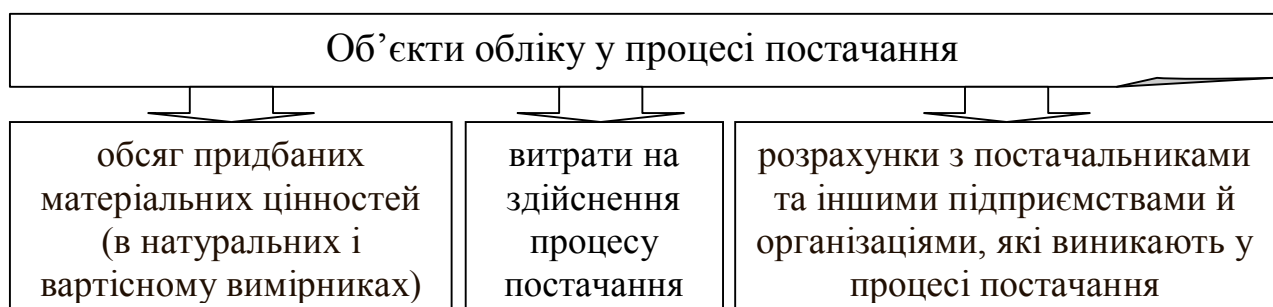 Об’єкти обліку у процесі постачання
обсяг придбаних
матеріальних цінностей
(в натуральних і
вартісному вимірниках)
витрати на
здійснення
процесу
постачання
розрахунки з постачальниками
та іншими підприємствами й
організаціями, які виникають у
процесі постачання